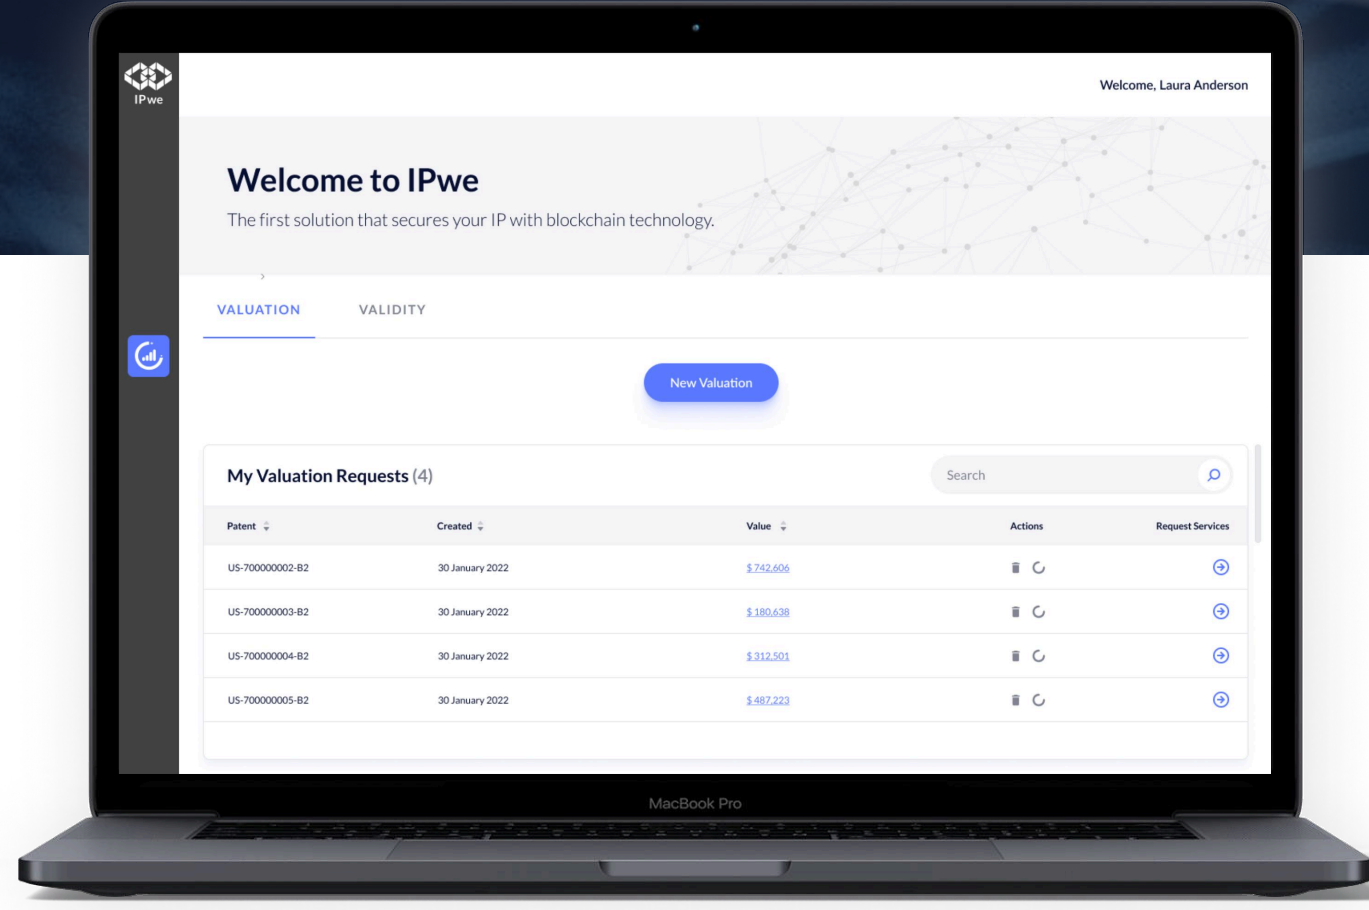 IPwe
Welcome, Laura Anderson
Welcome to IPwe
The first solution that secures your IP with blockchain technology.
VALUATION VALIDITY
New Valuation
My Valuation Requests (4) Search
Patent Created Value Actions Request Services
US-700000002-B2 30 January 2022 $ 742,606
US-700000003-B2 30 January 2022 $ 180,638
US-700000004-B2 30 January 2022 $ 312,501
US-700000005-B2 30 January 2022 $ 487,223
MacBook Pro